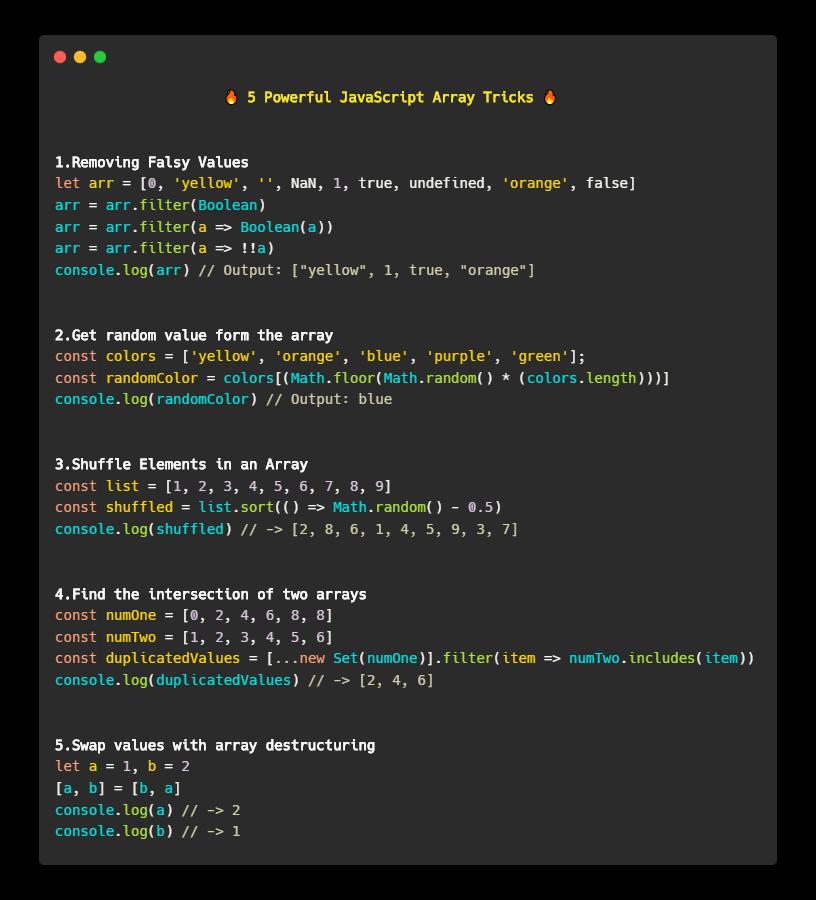 🔥 5 Powerful JavaScript Array Tricks 🔥
1.Removing Falsy Values
let arr = [0, 'yellow', '', NaN, 1, true, undefined, 'orange', false]
arr = arr.filter(Boolean)
arr = arr.filter(a => Boolean(a))
arr = arr.filter(a => !!a)
console.log(arr) // Output: ["yellow", 1, true, "orange"]
2.Get random value form the array
const colors = ['yellow', 'orange', 'blue', 'purple', 'green'];
const randomColor = colors[(Math.floor(Math.random() * (colors.length)))]
console.log(randomColor) // Output: blue
3.Shuffle Elements in an Array
const list = [1, 2, 3, 4, 5, 6, 7, 8, 9]
const shuffled = list.sort(() => Math.random() - 0.5)
console.log(shuffled) // -> [2, 8, 6, 1, 4, 5, 9, 3, 7]
4.Find the intersection of two arrays
const numOne = [0, 2, 4, 6, 8, 8]
const numTwo = [1, 2, 3, 4, 5, 6]
const duplicatedValues = [...new Set(numOne)].filter(item => numTwo.includes(item))
console.log(duplicatedValues) // -> [2, 4, 6]
5.Swap values with array destructuring
let a = 1, b = 2
[a, b] = [b, a]
console.log(a) // -> 2
console.log(b) // -> 1